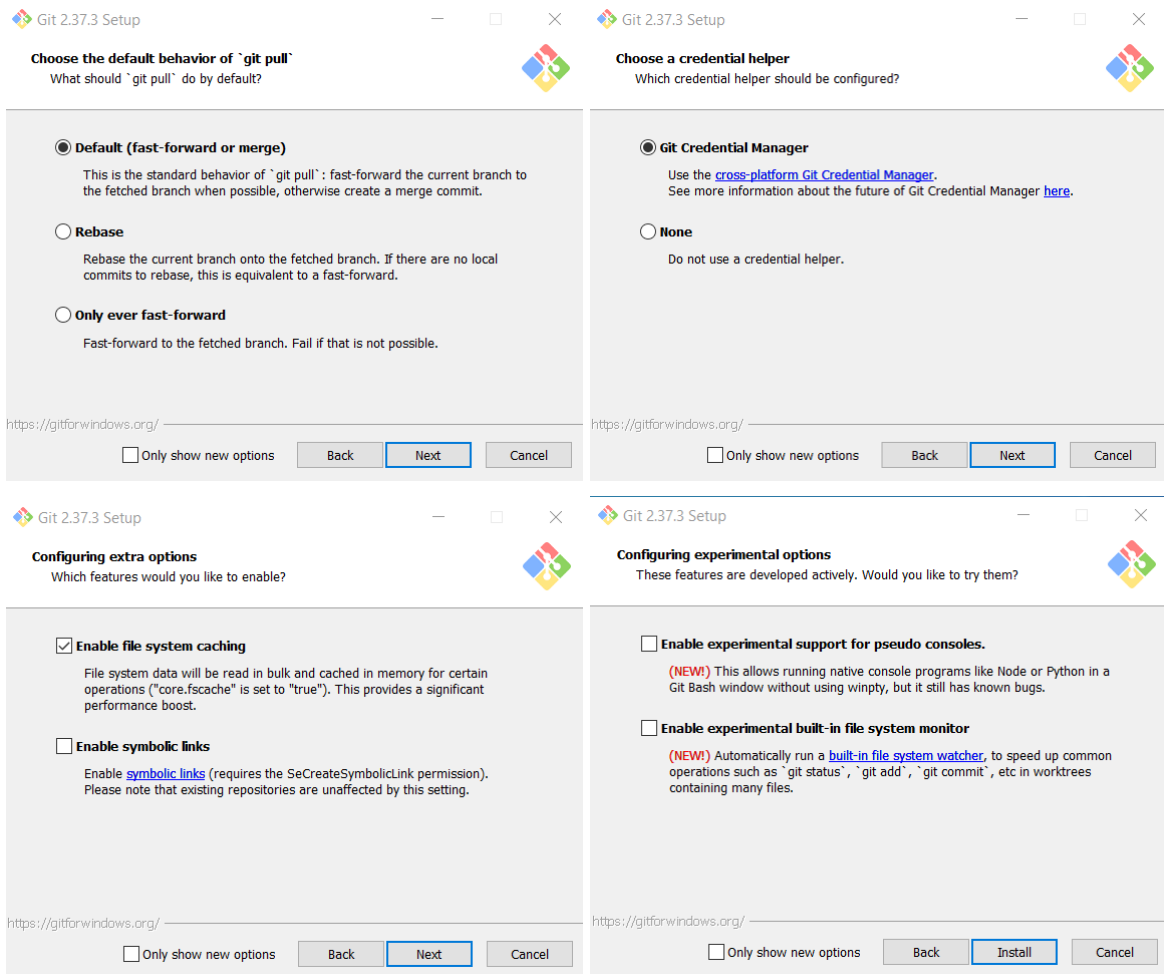 Git 2.37.3 Setup
Choose the default behavior of `git pull`
What should `git pull` do by default?
Default (fast-forward or merge)
This is the standard behavior of `git pull`: fast-forward the current branch to
the fetched branch when possible, otherwise create a merge commit.
Rebase
Rebase the current branch onto the fetched branch. If there are no local
commits to rebase, this is equivalent to a fast-forward.
Only ever fast-forward
Fast-forward to the fetched branch. Fail if that is not possible.
https://gitforwindows.org/
Only show new options
Back
Next
Cancel
Git 2.37.3 Setup
Choose a credential helper
Which credential helper should be configured?
Git Credential Manager
Use the cross-platform Git Credential Manager.
See more information about the future of Git Credential Manager here.
None
Do not use a credential helper.
https://gitforwindows.org/
Only show new options
Back
Next
Cancel
Git 2.37.3 Setup
Configuring extra options
Which features would you like to enable?
Enable file system caching
File system data will be read in bulk and cached in memory for certain
operations ("core.fscache" is set to "true"). This provides a significant
performance boost.
Enable symbolic links
Enable symbolic links (requires the SeCreateSymbolicLink permission).
Please note that existing repositories are unaffected by this setting.
https://gitforwindows.org/
Only show new options
Back
Next
Cancel
Git 2.37.3 Setup
Configuring experimental options
These features are developed actively. Would you like to try them?
Enable experimental support for pseudo consoles.
(NEW!) This allows running native console programs like Node or Python in a
Git Bash window without using winpty, but it still has known bugs.
Enable experimental built-in file system monitor
(NEW!) Automatically run a built-in file system watcher, to speed up common
operations such as `git status`, `git add`, `git commit`, etc in worktrees
containing many files.
https://gitforwindows.org/
Only show new options
Back
Install
Cancel